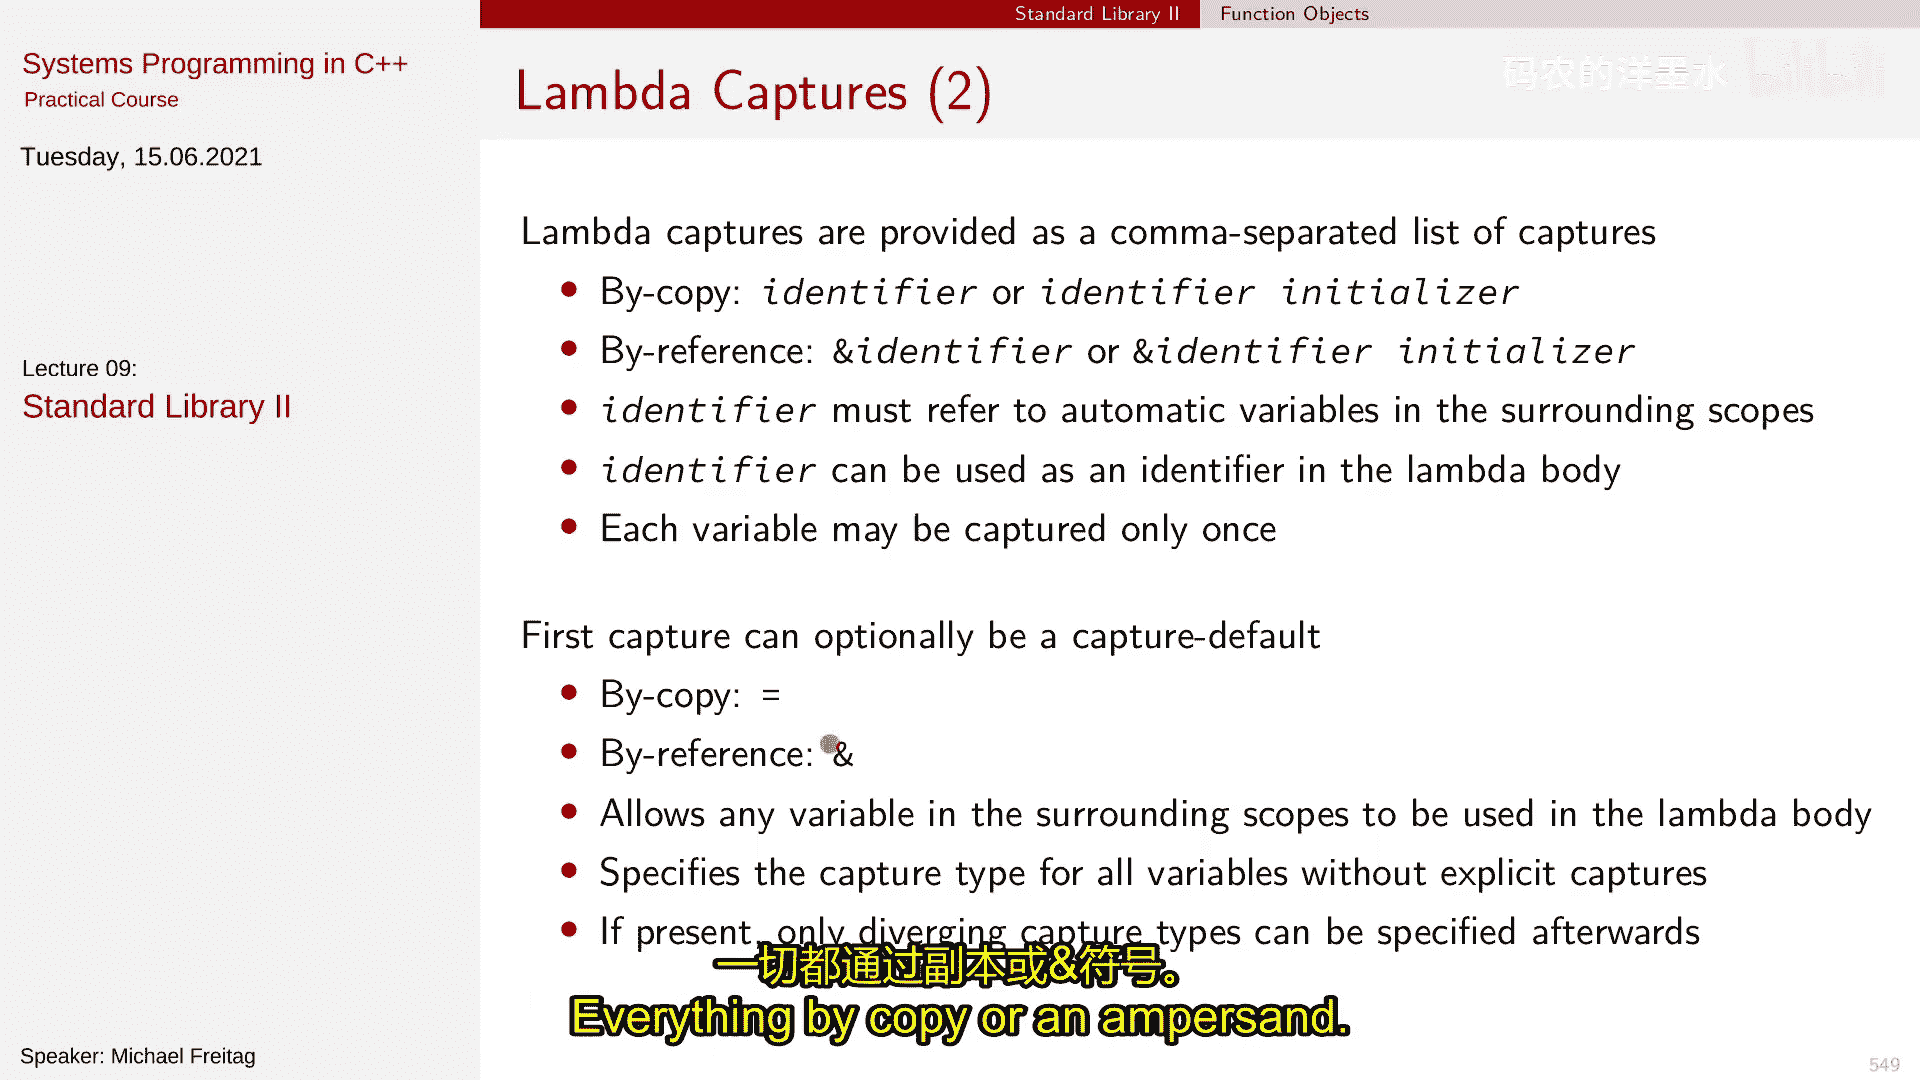 Standard Library II
Function Objects
Systems Programming in C++
Practical Course
Tuesday, 15.06.2021
Lecture 09:
Standard Library II
Speaker: Michael Freitag
Lambda Captures (2)
码农的洋墨水
bilibili
Lambda captures are provided as a comma-separated list of captures
• By-copy: identifier or identifier initializer
• By-reference: &identifier or &identifier initializer
• identifier must refer to automatic variables in the surrounding scopes
• identifier can be used as an identifier in the lambda body
• Each variable may be captured only once
First capture can optionally be a capture-default
• By-copy: =
• By-reference: &
• Allows any variable in the surrounding scopes to be used in the lambda body
• Specifies the capture type for all variables without explicit captures
• If present, only diverging capture types can be specified afterwards
一切都通过副本或&符号。
Everything by copy or an ampersand.
549